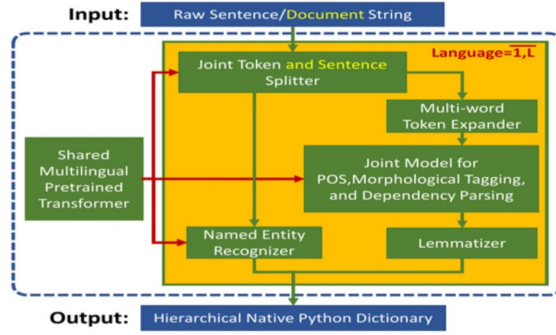 Input: Raw Sentence/Document String
Language=1,L
Joint Token and Sentence
Splitter
Multi-word
Token Expander
Shared
Multilingual
Pretrained
Transformer
Joint Model for
POS,Morphological Tagging,
and Dependency Parsing
Named Entity
Recognizer
Lemmatizer
Output: Hierarchical Native Python Dictionary